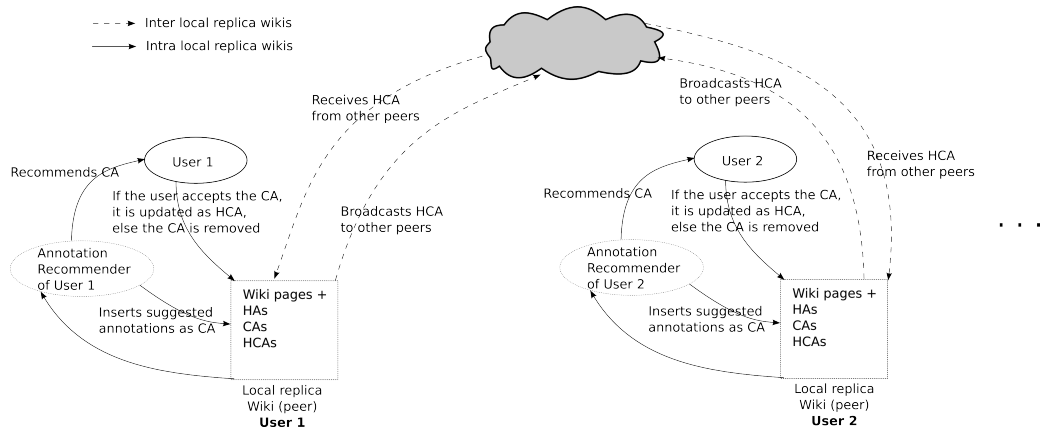 Inter local replica wikis
Intra local replica wikis
Receives HCA
from other peers
Broadcasts HCA
to other peers
Broadcasts HCA
to other peers
Receives HCA
from other peers
User 1
Recommends CA
If the user accepts the CA,
it is updated as HCA,
else the CA is removed
Annotation
Recommender
of User 1
Inserts suggested
annotations as CA
Wiki pages +
HAs
CAs
HCAs
Local replica
Wiki (peer)
User 1
User 2
Recommends CA
If the user accepts the CA,
it is updated as HCA,
else the CA is removed
Annotation
Recommender
of User 2
Inserts suggested
annotations as CA
Wiki pages +
HAs
CAs
HCAs
Local replica
Wiki (peer)
User 2
. . .